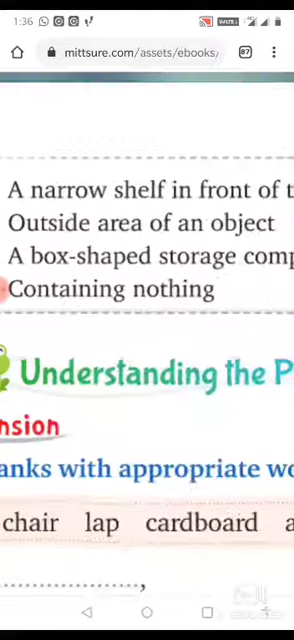 1:36
mittsure.com/assets/ebooks/ 87
A narrow shelf in front of t
Outside area of an object
A box-shaped storage comp
Containing nothing
Understanding the P
nsion
anks with appropriate wo
chair lap cardboard a
....................,